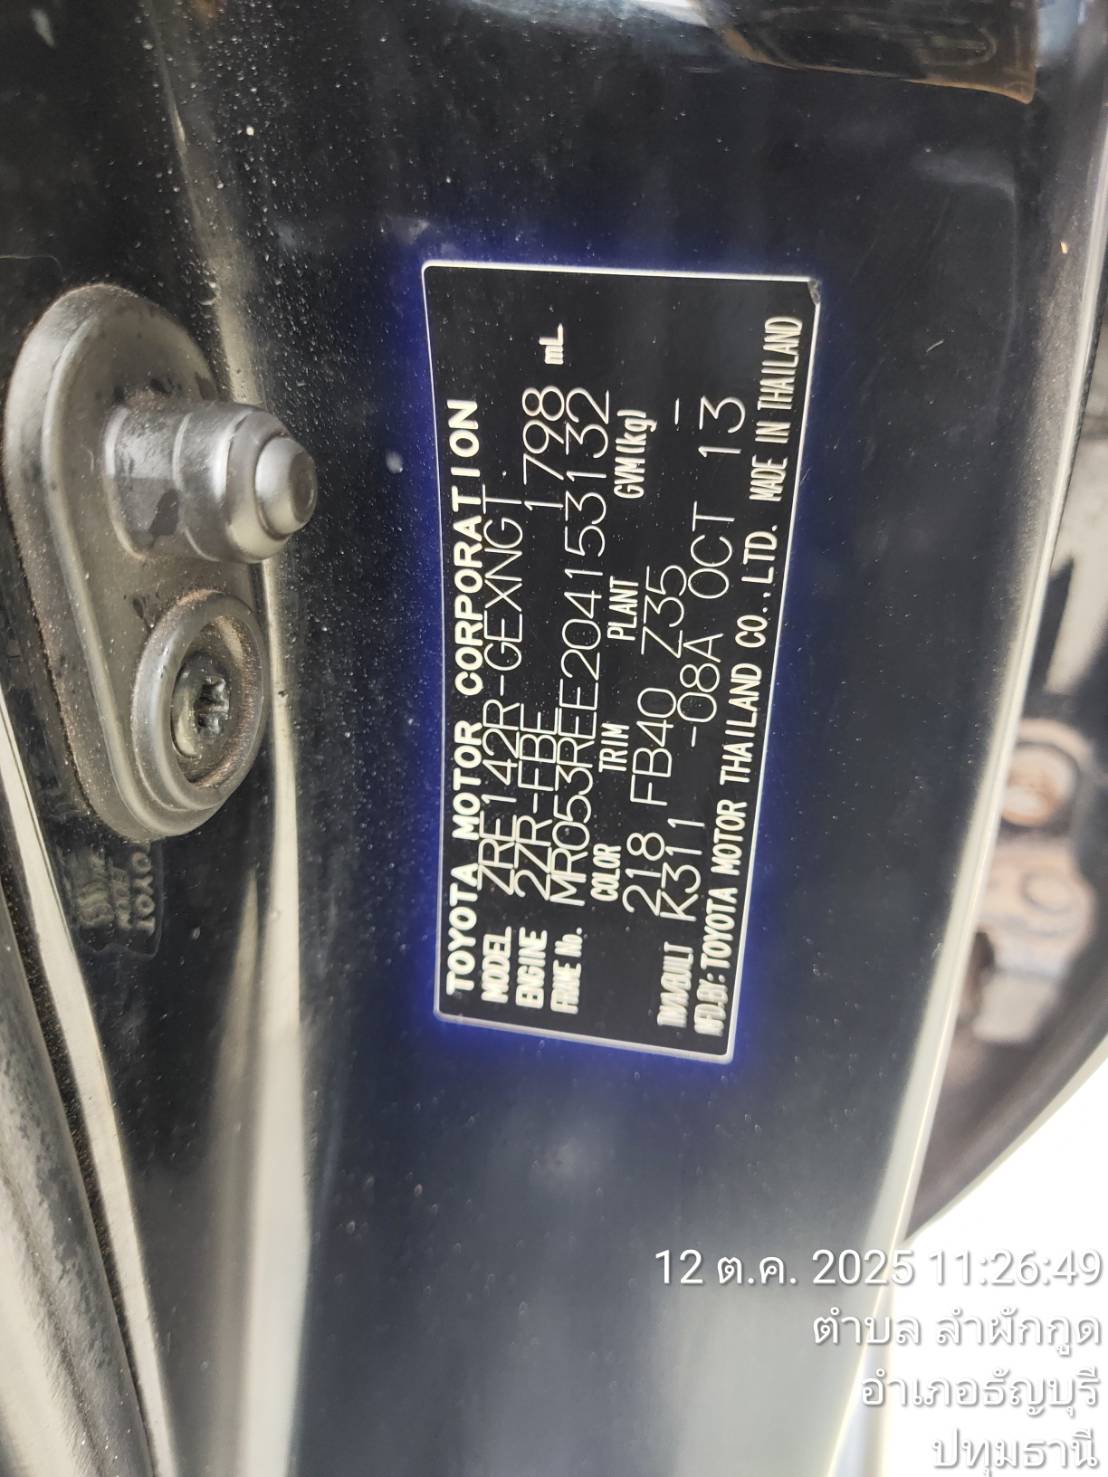 TOYOTA MOTOR CORPORATION
MODEL ZRE142R-GEXNGT
ENGINE 2ZR-FBE 1798 mL
FRAME No. MR053REE204153132
COLOR TRIM PLANT GVM(kg)
218 FB40 Z35 -
K311 -08A OCT 13
MFD.BY: TOYOTA MOTOR THAILAND CO.,LTD. MADE IN THAILAND
12 ต.ค. 2025 11:26:49
ตำบล ลำผักกูด
อำเภอธัญบุรี
ปทุมธานี